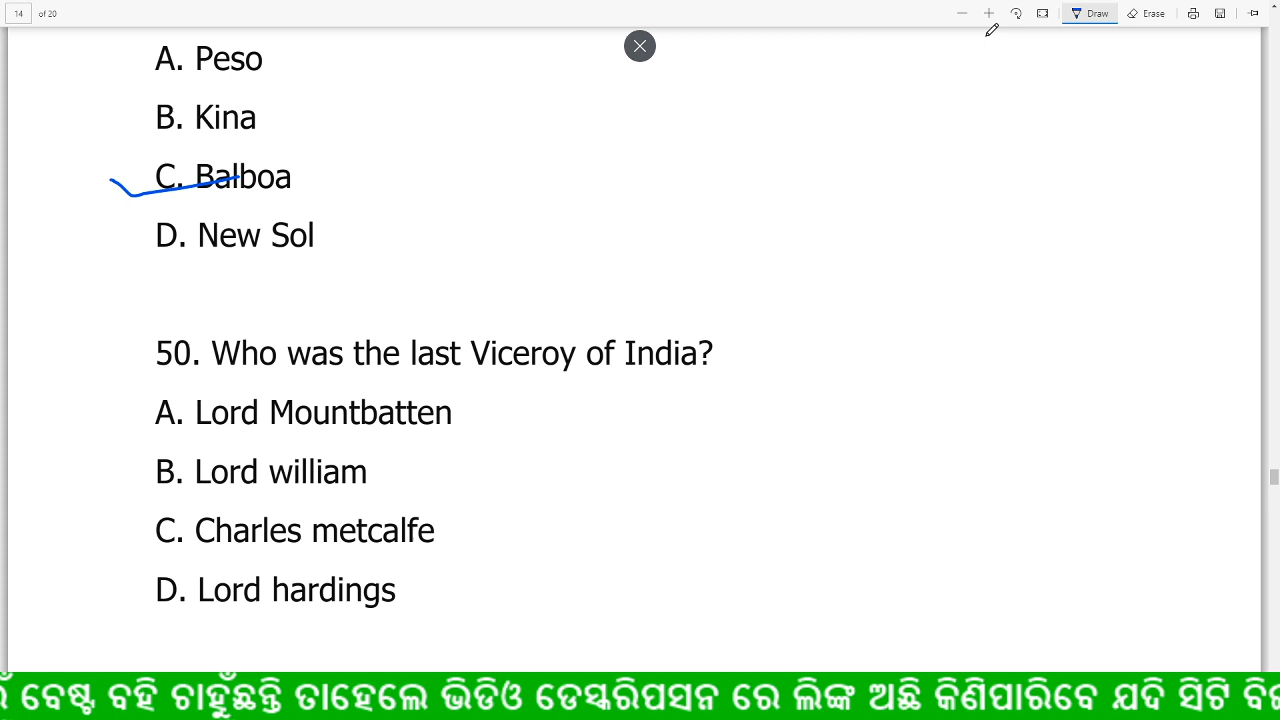 14 of 20 Draw Erase
A. Peso
B. Kina
C. Balboa
D. New Sol
50. Who was the last Viceroy of India?
A. Lord Mountbatten
B. Lord william
C. Charles metcalfe
D. Lord hardings
ବେଷ୍ଟ ବହି ଚାହୁଁଛନ୍ତି ତାହେଲେ ଭିଡିଓ ଡେସ୍କରିପସନ ରେ ଲିଙ୍କ ଅଛି କିଣିପାରିବେ ଯଦି ସିଟି